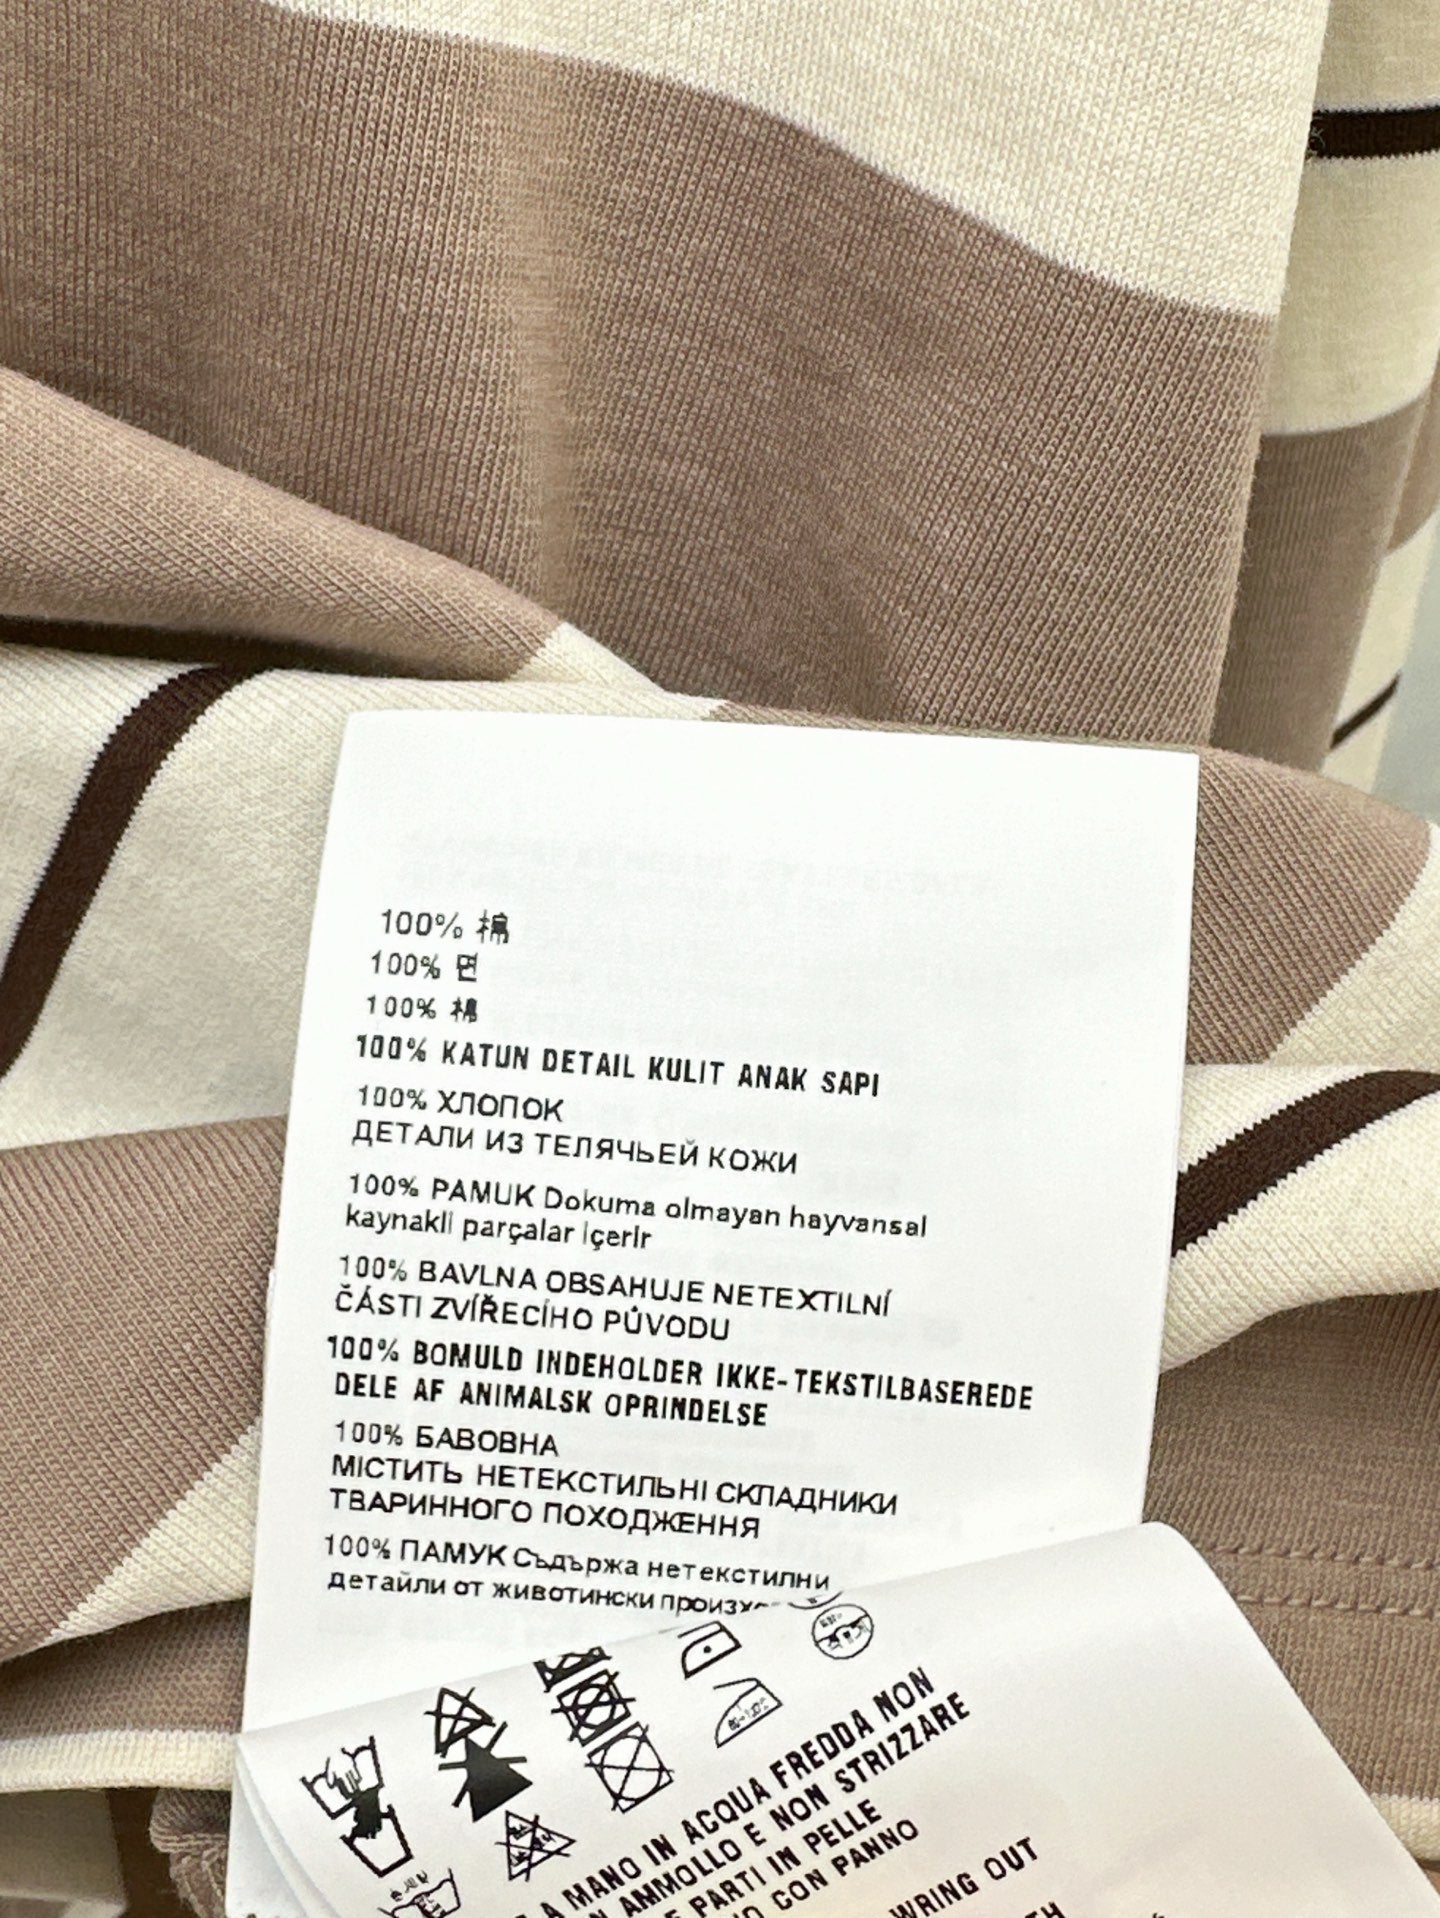 100% 棉
100% 면
100% 棉
100% KATUN DETAIL KULIT ANAK SAPI
100% ХЛОПОК
ДЕТАЛИ ИЗ ТЕЛЯЧЬЕЙ КОЖИ
100% PAMUK Dokuma olmayan hayvansal
kaynakli parçalar içerir
100% BAVLNA OBSAHUJE NETEXTILNÍ
ČÁSTI ZVÍŘECÍHO PŮVODU
100% BOMULD INDEHOLDER IKKE-TEKSTILBASEREDE
DELE AF ANIMALSK OPRINDELSE
100% БАВОВНА
МІСТИТЬ НЕТЕКСТИЛЬНІ СКЛАДНИКИ
ТВАРИННОГО ПОХОДЖЕННЯ
100% ПАМУК Съдържа нетекстилни
детайли от животински
A MANO IN ACQUA FREDDA NON
AMMOLLO E NON STRIZZARE
PARTI IN PELLE
CON PANNO
WRING OUT